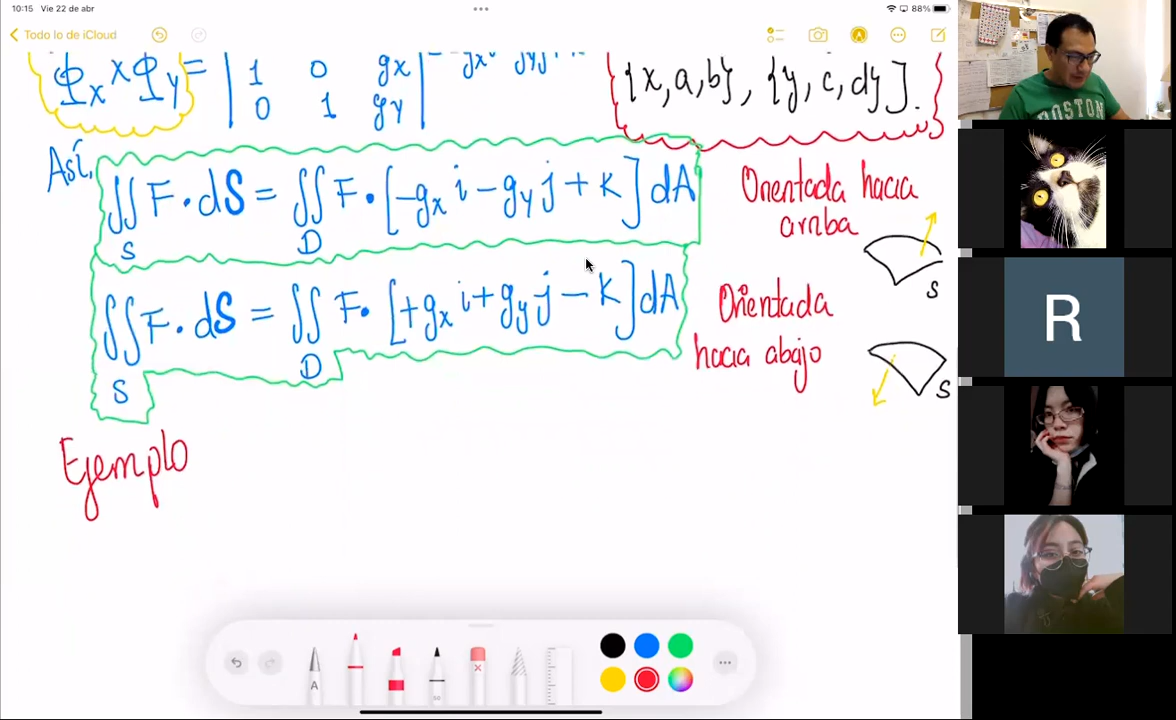 10:15 Vie 22 de abr
88%
Todo lo de iCloud
Φx × Φy = | 1 0 gx |
| 0 1 gy |
{x, a, b}, {y, c, d}].
BOSTON
Así,
∬ F · dS = ∬ F · [-gx i - gy j + k] dA
S D
Orientada hacia
arriba
S
∬ F · dS = ∬ F · [+gx i + gy j - k] dA
S D
Orientada
hacia abajo
S
Ejemplo
R
A